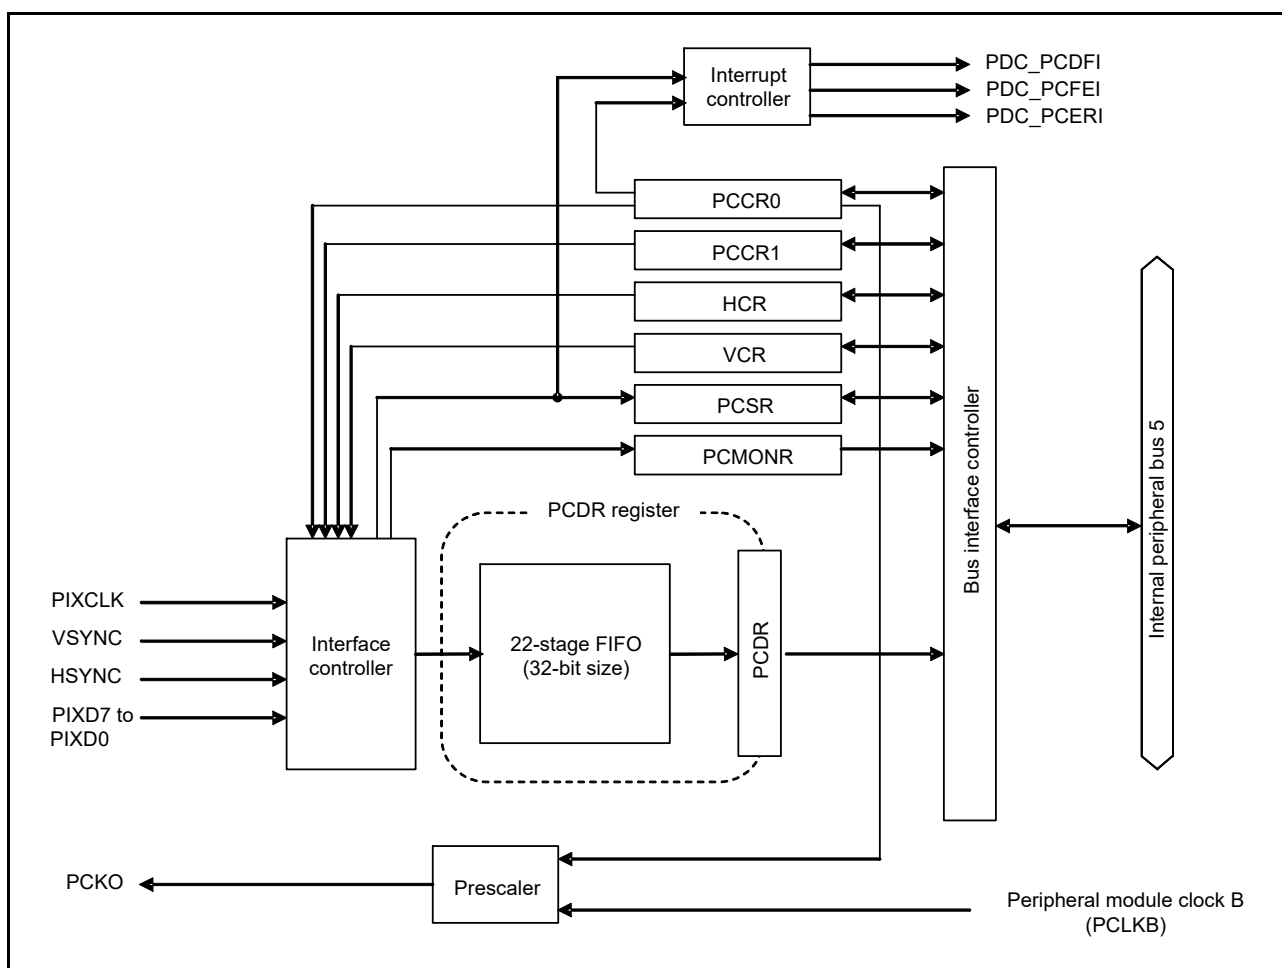 Interrupt
controller
PDC_PCDFI
PDC_PCFEI
PDC_PCERI
PCCR0
PCCR1
HCR
VCR
PCSR
PCMONR
PCDR register
Bus interface controller
Internal peripheral bus 5
PIXCLK
VSYNC
HSYNC
PIXD7 to
PIXD0
Interface
controller
22-stage FIFO
(32-bit size)
PCDR
PCKO
Prescaler
Peripheral module clock B
(PCLKB)